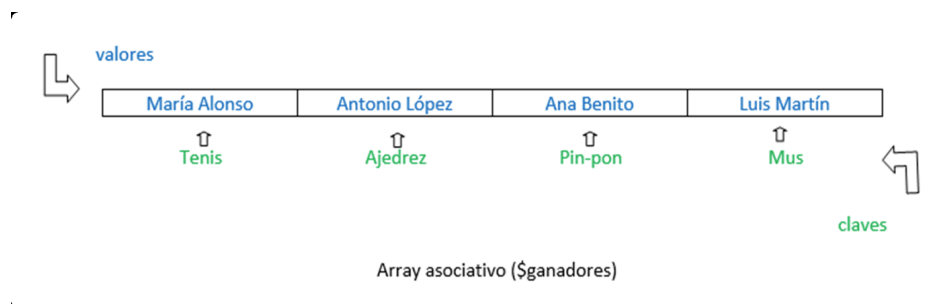 valores
María Alonso Antonio López Ana Benito Luis Martín
Tenis Ajedrez Pin-pon Mus
claves
Array asociativo ($ganadores)